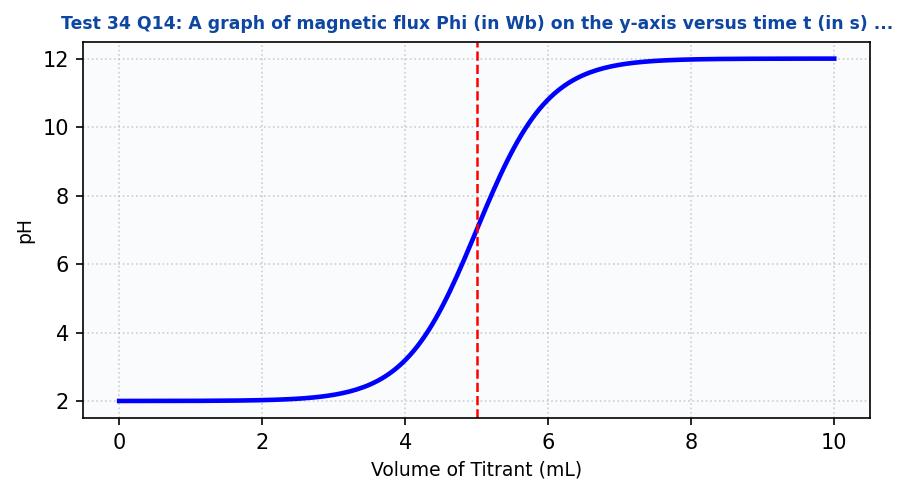 Test 34 Q14: A graph of magnetic flux Phi (in Wb) on the y-axis versus time t (in s) ...
12
10
8
6
4
2
pH
0 2 4 6 8 10
Volume of Titrant (mL)